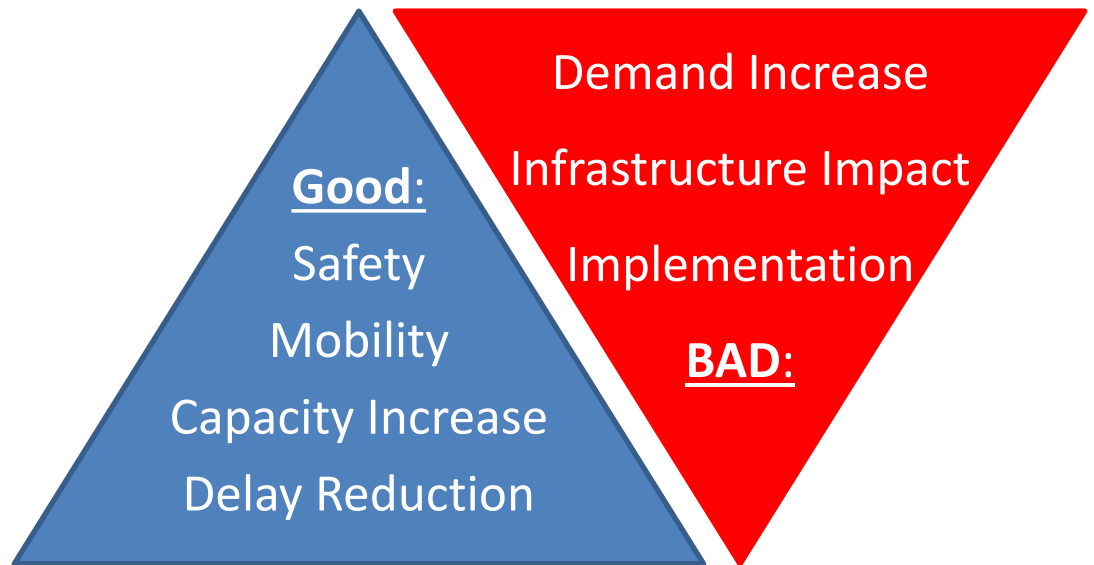 Good:
Safety
Mobility
Capacity Increase
Delay Reduction
Demand Increase
Infrastructure Impact
Implementation
BAD: